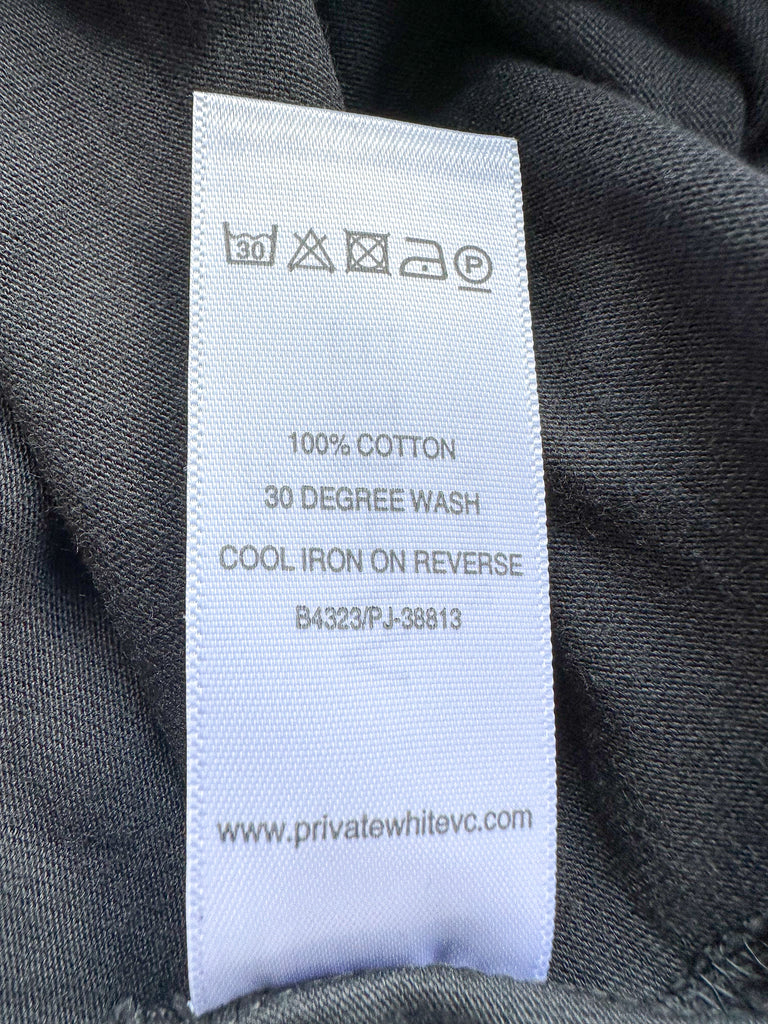 30 P
100% COTTON
30 DEGREE WASH
COOL IRON ON REVERSE
B4323/PJ-38813
www.privatewhitevc.com